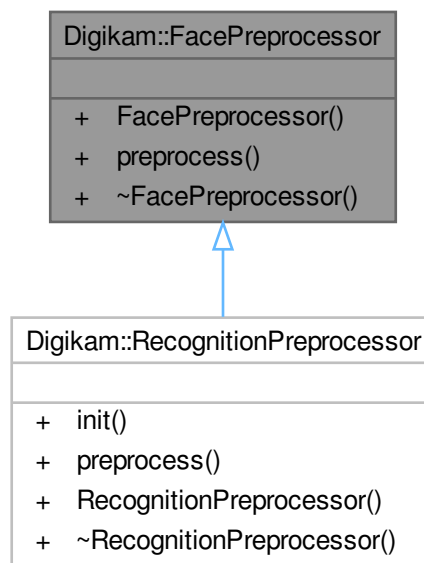 Digikam::FacePreprocessor
+ FacePreprocessor()
+ preprocess()
+ ~FacePreprocessor()
Digikam::RecognitionPreprocessor
+ init()
+ preprocess()
+ RecognitionPreprocessor()
+ ~RecognitionPreprocessor()